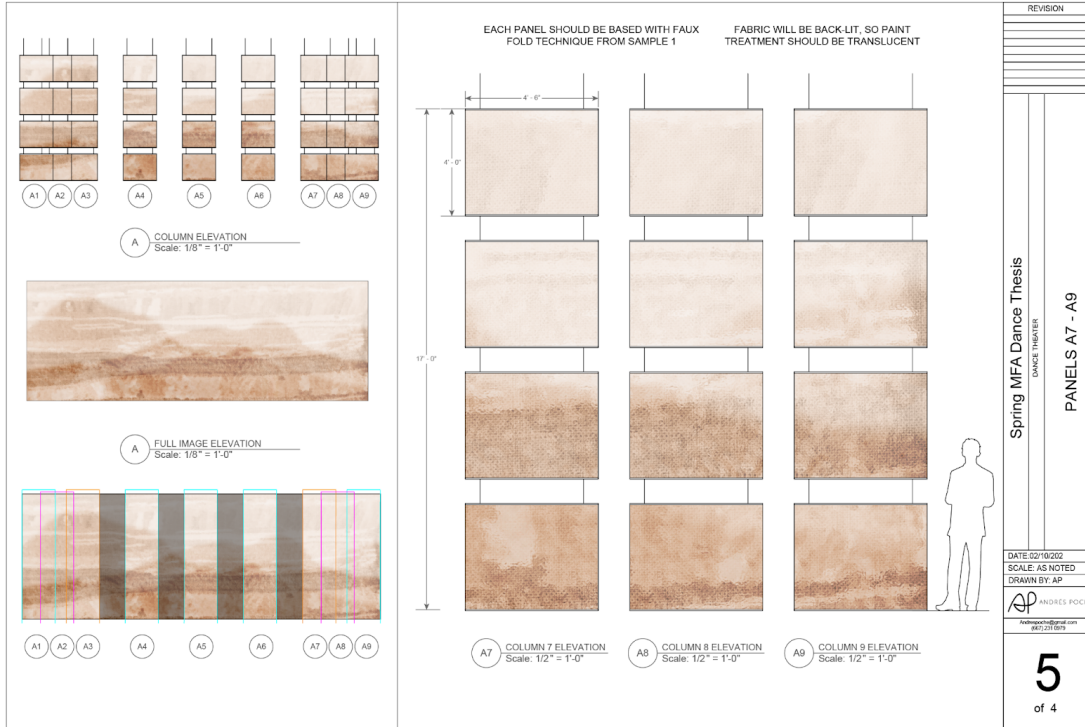 EACH PANEL SHOULD BE BASED WITH FAUX
FOLD TECHNIQUE FROM SAMPLE 1
FABRIC WILL BE BACK-LIT, SO PAINT
TREATMENT SHOULD BE TRANSLUCENT
A1 A2 A3 A4 A5 A6 A7 A8 A9
A COLUMN ELEVATION
Scale: 1/8" = 1'-0"
A FULL IMAGE ELEVATION
Scale: 1/8" = 1'-0"
A1 A2 A3 A4 A5 A6 A7 A8 A9
4' - 6"
4' - 0"
17' - 0"
A7 COLUMN 7 ELEVATION
Scale: 1/2" = 1'-0"
A8 COLUMN 8 ELEVATION
Scale: 1/2" = 1'-0"
A9 COLUMN 9 ELEVATION
Scale: 1/2" = 1'-0"
REVISION
Spring MFA Dance Thesis
DANCE THEATER
PANELS A7 - A9
DATE:02/10/202
SCALE: AS NOTED
DRAWN BY: AP
AP ANDRÉS POCH
Andrespoche@gmail.com
5
of 4